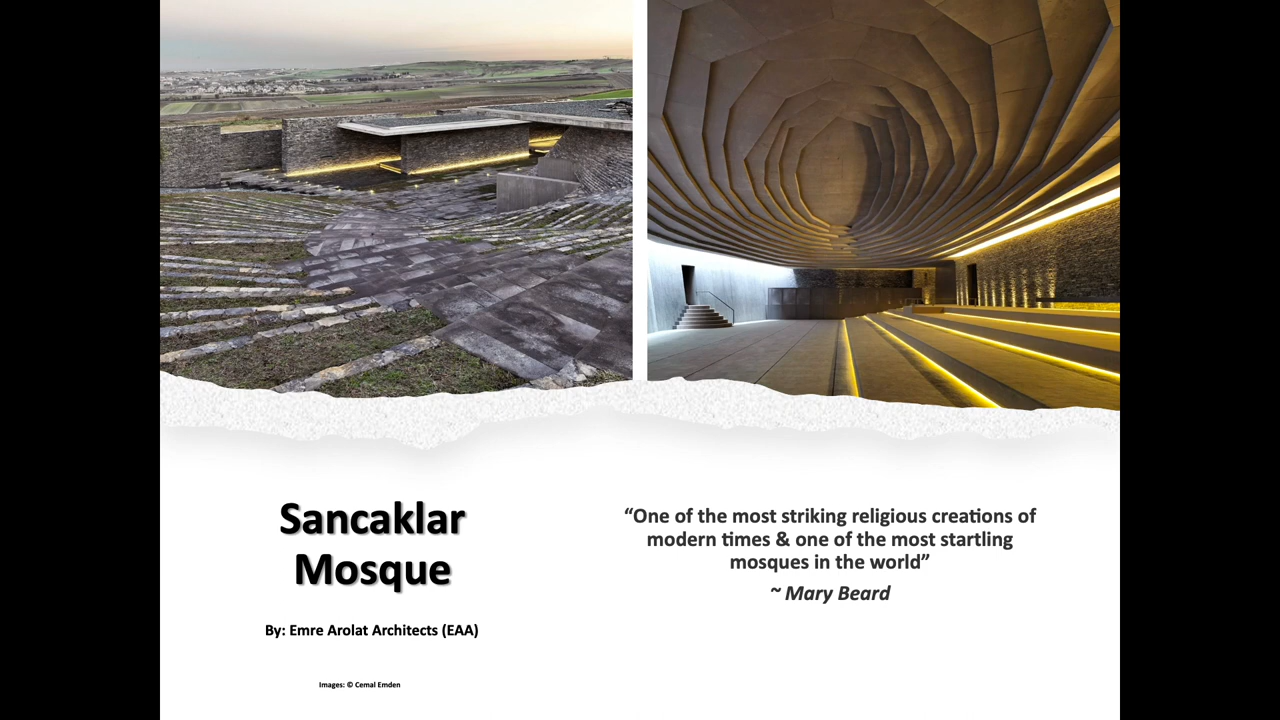 Sancaklar
Mosque
By: Emre Arolat Architects (EAA)
Images: © Cemal Emden
“One of the most striking religious creations of
modern times & one of the most startling
mosques in the world”
~ Mary Beard